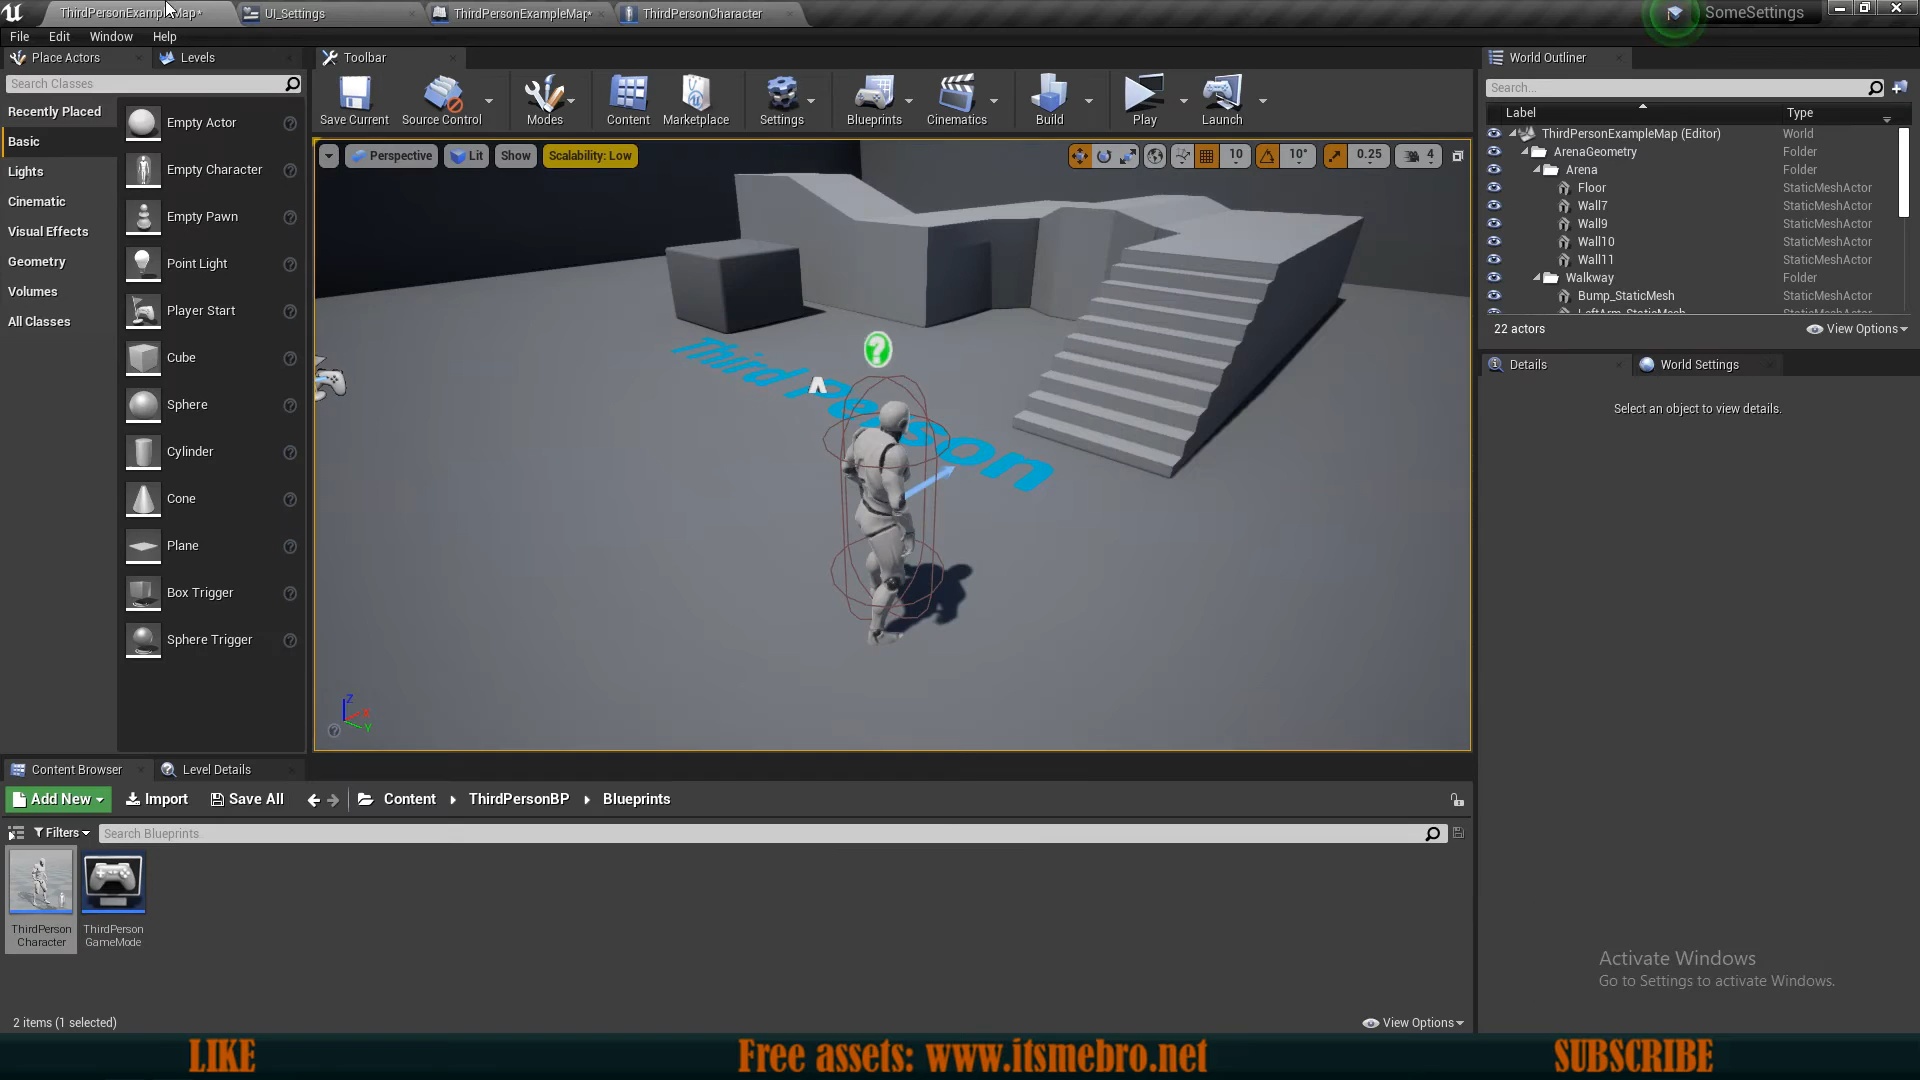 ThirdPersonExampleMap*
UI_Settings
ThirdPersonExampleMap*
ThirdPersonCharacter
SomeSettings
File
Edit
Window
Help
Place Actors
Levels
Toolbar
World Outliner
Search Classes
Recently Placed
Basic
Lights
Cinematic
Visual Effects
Geometry
Volumes
All Classes
Empty Actor
Empty Character
Empty Pawn
Point Light
Player Start
Cube
Sphere
Cylinder
Cone
Plane
Box Trigger
Sphere Trigger
Save Current
Source Control
Modes
Content
Marketplace
Settings
Blueprints
Cinematics
Build
Play
Launch
Perspective
Lit
Show
Scalability: Low
10
10°
0.25
4
Third Person
Z
X
Y
Search...
Label
Type
ThirdPersonExampleMap (Editor)
World
ArenaGeometry
Folder
Arena
Folder
Floor
StaticMeshActor
Wall7
StaticMeshActor
Wall9
StaticMeshActor
Wall10
StaticMeshActor
Wall11
StaticMeshActor
Walkway
Folder
Bump_StaticMesh
StaticMeshActor
LeftArm_StaticMesh
StaticMeshActor
22 actors
View Options
Details
World Settings
Select an object to view details.
Content Browser
Level Details
Add New
Import
Save All
Content
ThirdPersonBP
Blueprints
Filters
Search Blueprints
ThirdPerson
Character
ThirdPerson
GameMode
2 items (1 selected)
View Options
Activate Windows
Go to Settings to activate Windows.
LIKE
Free assets: www.itsmebro.net
SUBSCRIBE